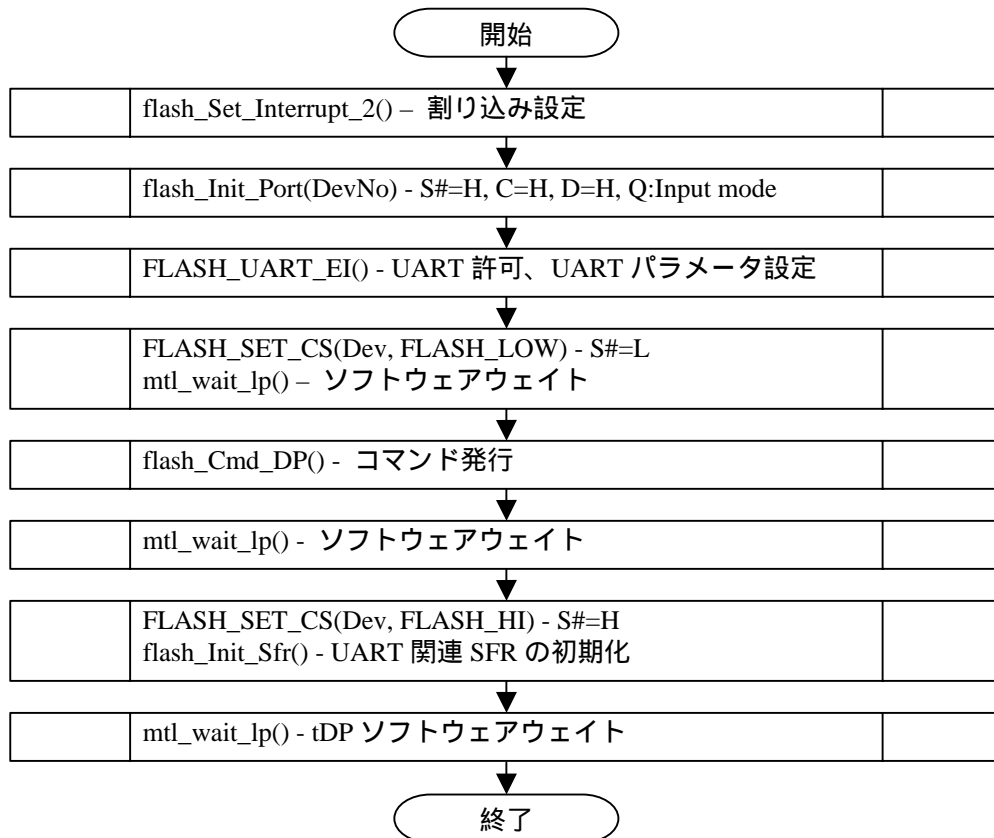 開始
flash_Set_Interrupt_2() – 割り込み設定
flash_Init_Port(DevNo) - S#=H, C=H, D=H, Q:Input mode
FLASH_UART_EI() - UART 許可、UART パラメータ設定
FLASH_SET_CS(Dev, FLASH_LOW) - S#=L
mtl_wait_lp() – ソフトウェアウェイト
flash_Cmd_DP() - コマンド発行
mtl_wait_lp() - ソフトウェアウェイト
FLASH_SET_CS(Dev, FLASH_HI) - S#=H
flash_Init_Sfr() - UART 関連 SFR の初期化
mtl_wait_lp() - tDP ソフトウェアウェイト
終了